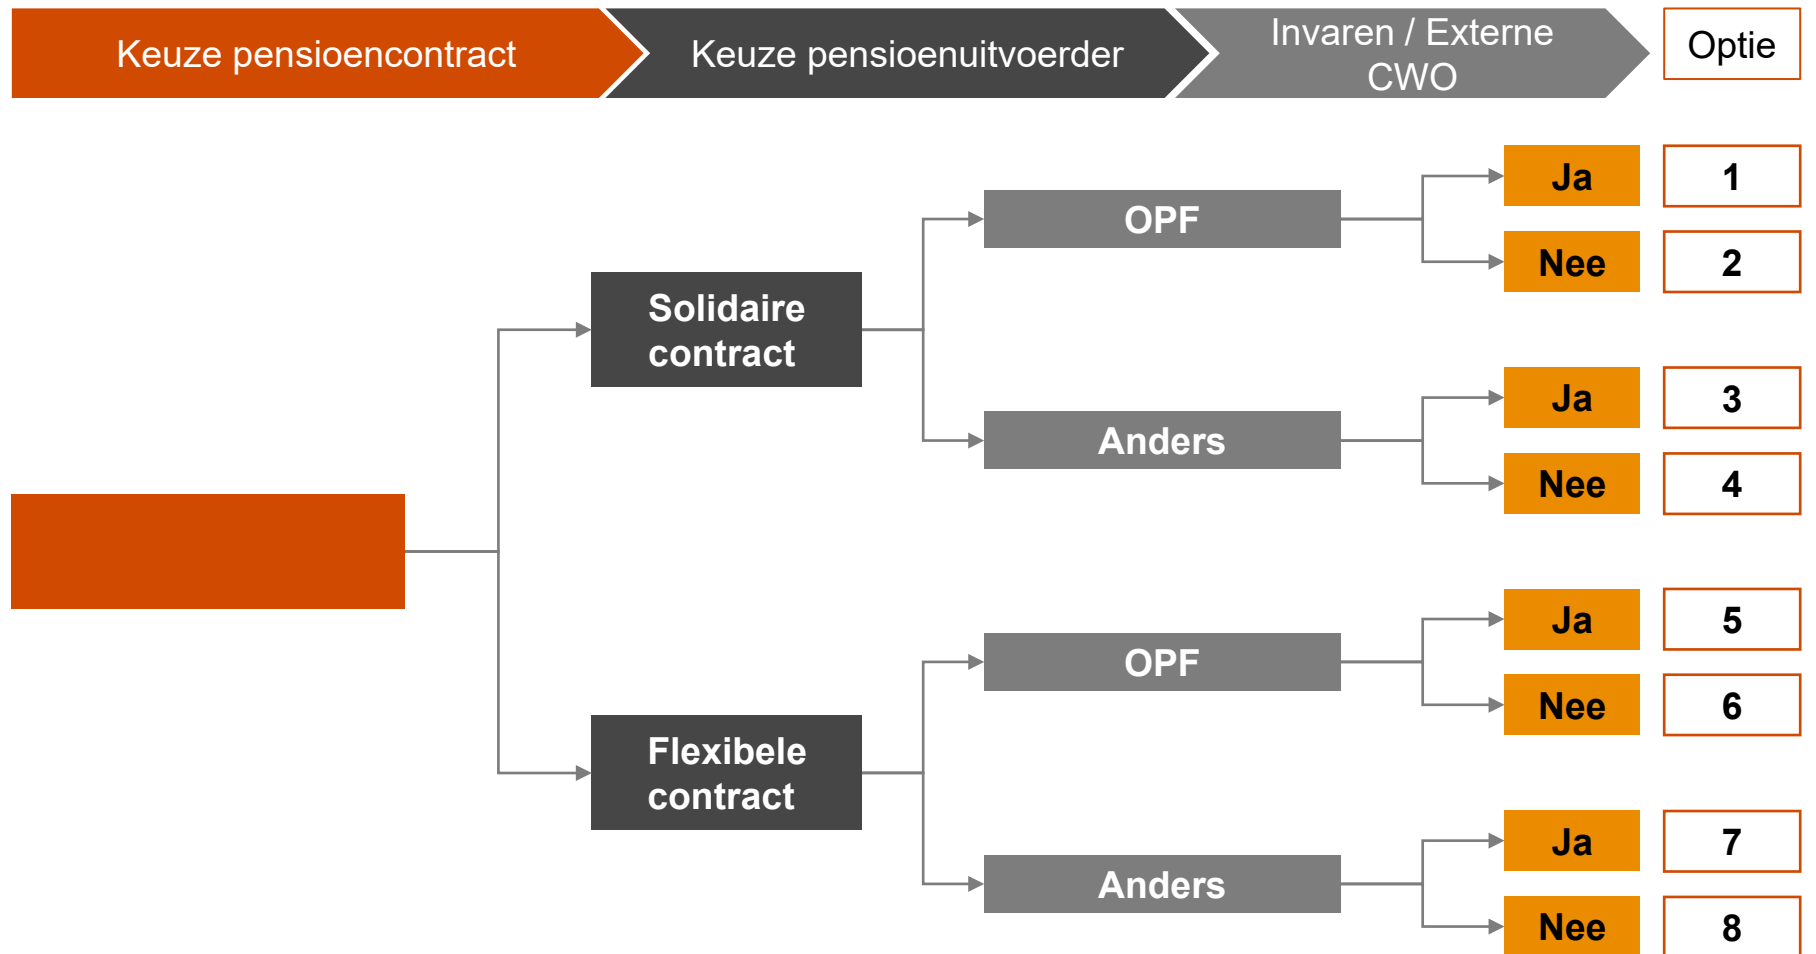 Keuze pensioencontract
Keuze pensioenuitvoerder
Invaren / Externe
CWO
Optie
Solidaire
contract
OPF
Ja
1
Nee
2
Anders
Ja
3
Nee
4
Flexibele
contract
OPF
Ja
5
Nee
6
Anders
Ja
7
Nee
8